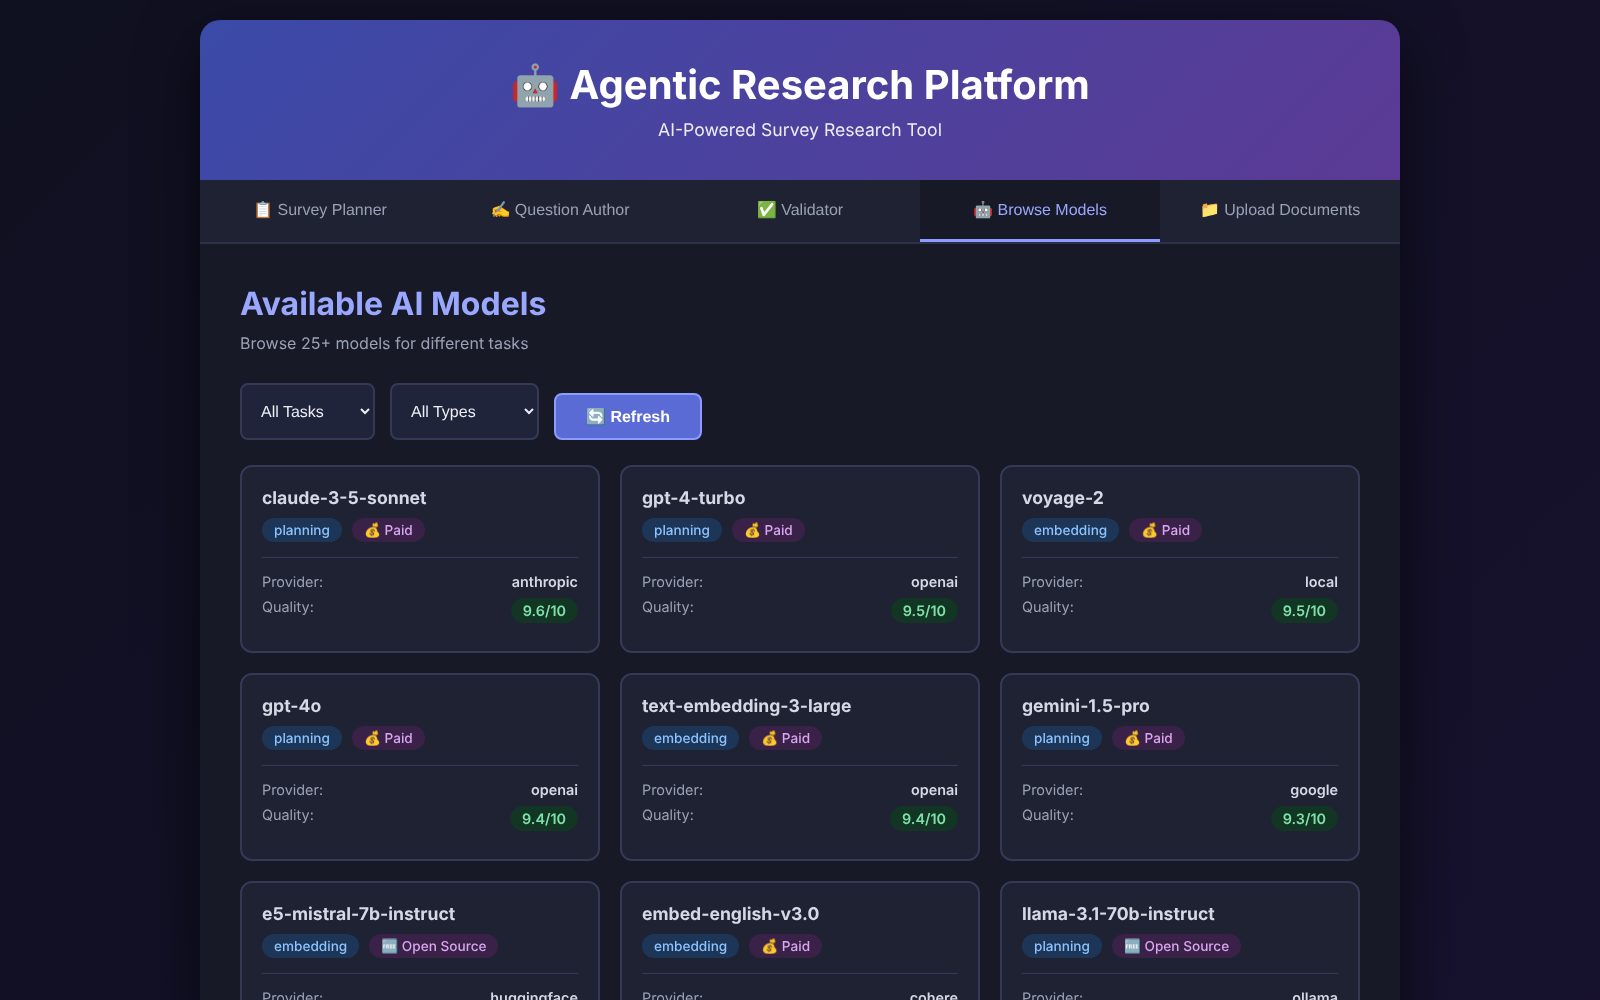 🤖 Agentic Research Platform
AI-Powered Survey Research Tool
📋 Survey Planner
✍️ Question Author
✅ Validator
🤖 Browse Models
📁 Upload Documents
Available AI Models
Browse 25+ models for different tasks
All Tasks
All Types
🔄 Refresh
claude-3-5-sonnet
planning 💰 Paid
Provider: anthropic
Quality: 9.6/10
gpt-4-turbo
planning 💰 Paid
Provider: openai
Quality: 9.5/10
voyage-2
embedding 💰 Paid
Provider: local
Quality: 9.5/10
gpt-4o
planning 💰 Paid
Provider: openai
Quality: 9.4/10
text-embedding-3-large
embedding 💰 Paid
Provider: openai
Quality: 9.4/10
gemini-1.5-pro
planning 💰 Paid
Provider: google
Quality: 9.3/10
e5-mistral-7b-instruct
embedding 🆓 Open Source
Provider: huggingface
embed-english-v3.0
embedding 💰 Paid
Provider: cohere
llama-3.1-70b-instruct
planning 🆓 Open Source
Provider: ollama